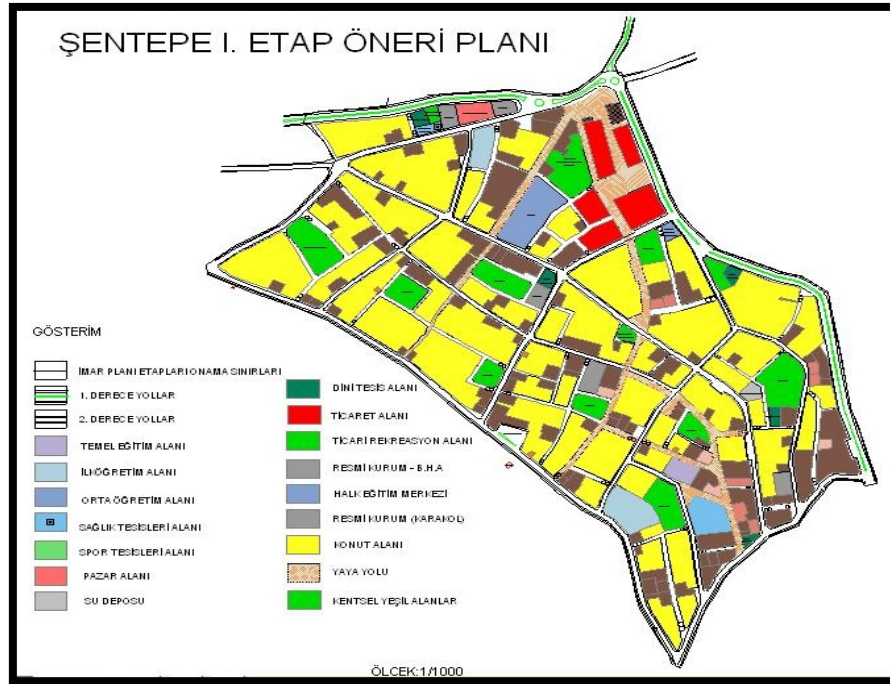 ŞENTEPE I. ETAP ÖNERİ PLANI
GÖSTERİM
İMAR PLANI ETAPLARI ONAMA SINIRLARI
1. DERECE YOLLAR
2. DERECE YOLLAR
TEMEL EĞİTİM ALANI
İLKÖĞRETİM ALANI
ORTA ÖĞRETİM ALANI
SAĞLIK TESİSLERİ ALANI
SPOR TESİSLERİ ALANI
PAZAR ALANI
SU DEPOSU
DİNİ TESİS ALANI
TİCARET ALANI
TİCARİ REKREASYON ALANI
RESMİ KURUM - B.H.A
HALK EĞİTİM MERKEZİ
RESMİ KURUM (KARAKOL)
KONUT ALANI
YAYA YOLU
KENTSEL YEŞİL ALANLAR
ÖLCEK:1/1000